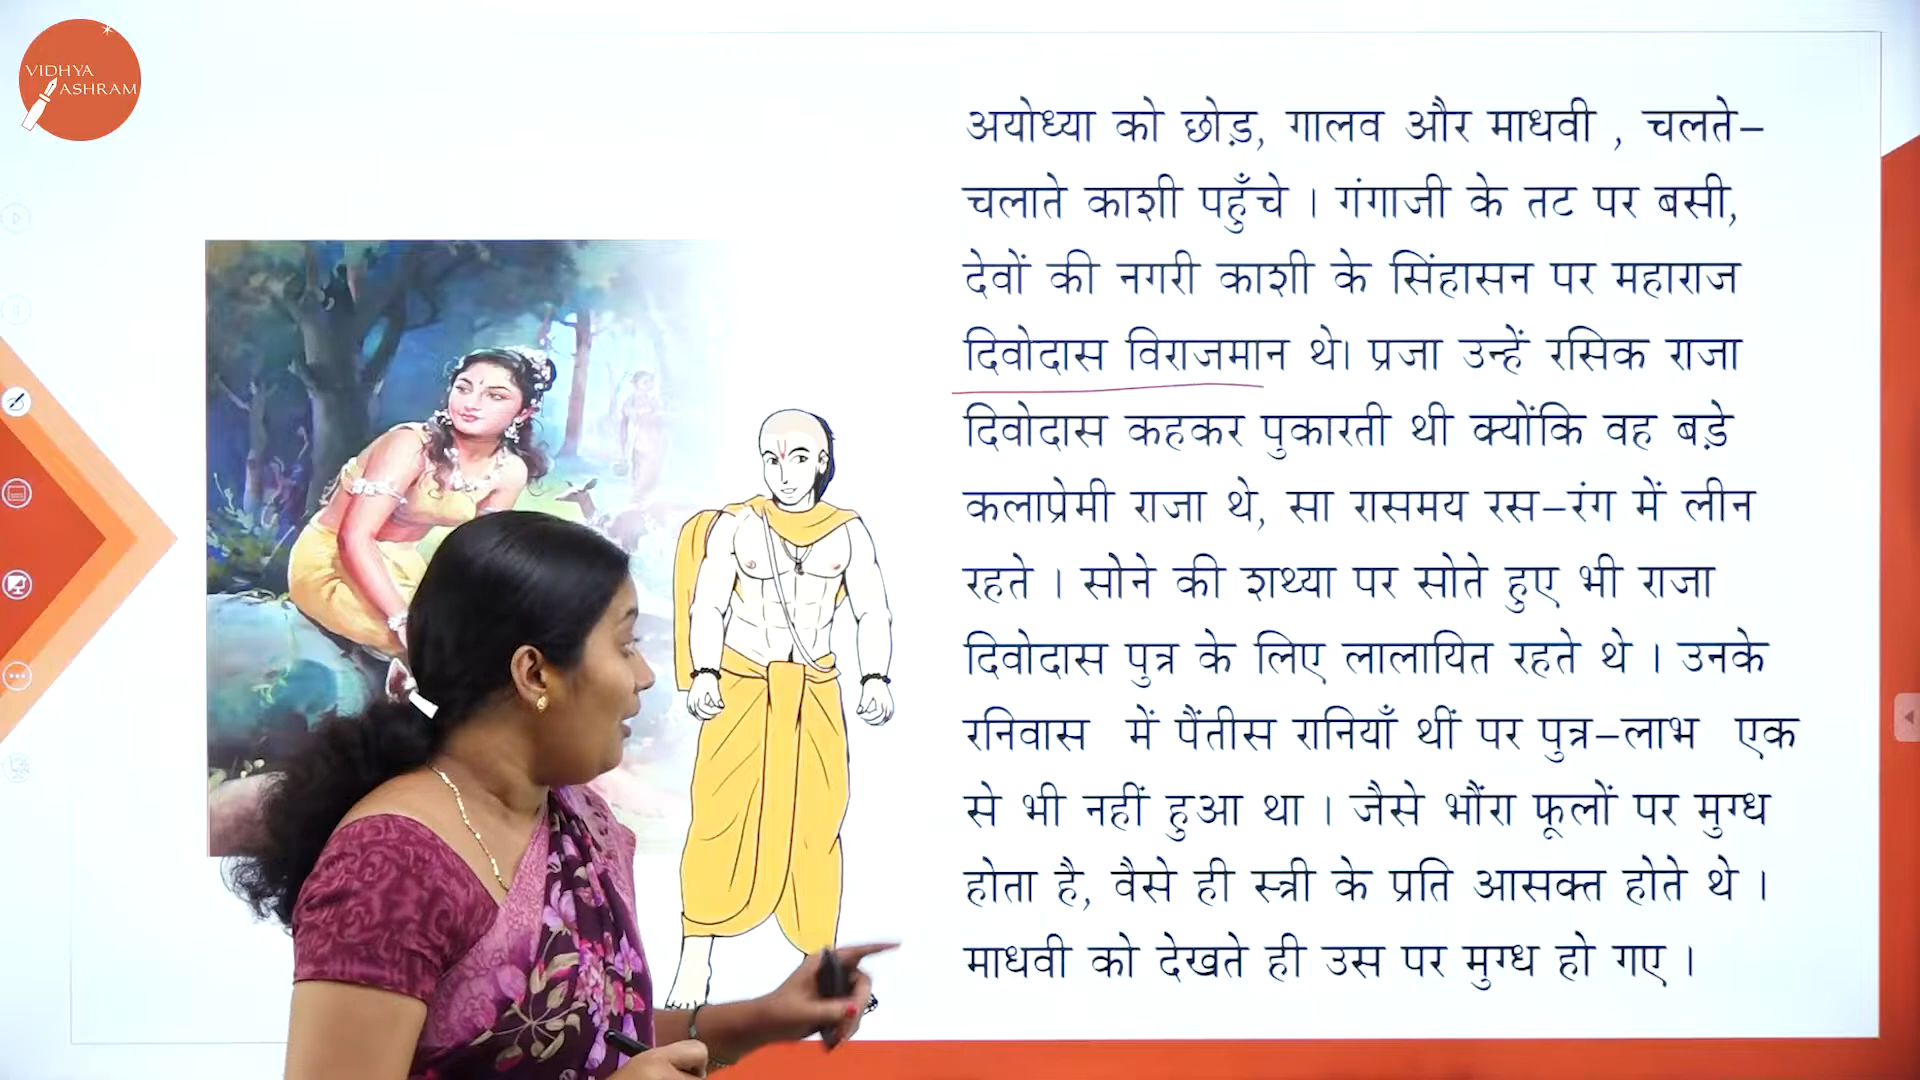 VIDHYA
ASHRAM
अयोध्या को छोड़, गालव और माधवी , चलते–
चलाते काशी पहुँचे । गंगाजी के तट पर बसी,
देवों की नगरी काशी के सिंहासन पर महाराज
दिवोदास विराजमान थे। प्रजा उन्हें रसिक राजा
दिवोदास कहकर पुकारती थी क्योंकि वह बड़े
कलाप्रेमी राजा थे, सा रासमय रस–रंग में लीन
रहते । सोने की शथ्या पर सोते हुए भी राजा
दिवोदास पुत्र के लिए लालायित रहते थे । उनके
रनिवास में पैंतीस रानियाँ थीं पर पुत्र–लाभ एक
से भी नहीं हुआ था । जैसे भौंरा फूलों पर मुग्ध
होता है, वैसे ही स्त्री के प्रति आसक्त होते थे ।
माधवी को देखते ही उस पर मुग्ध हो गए ।